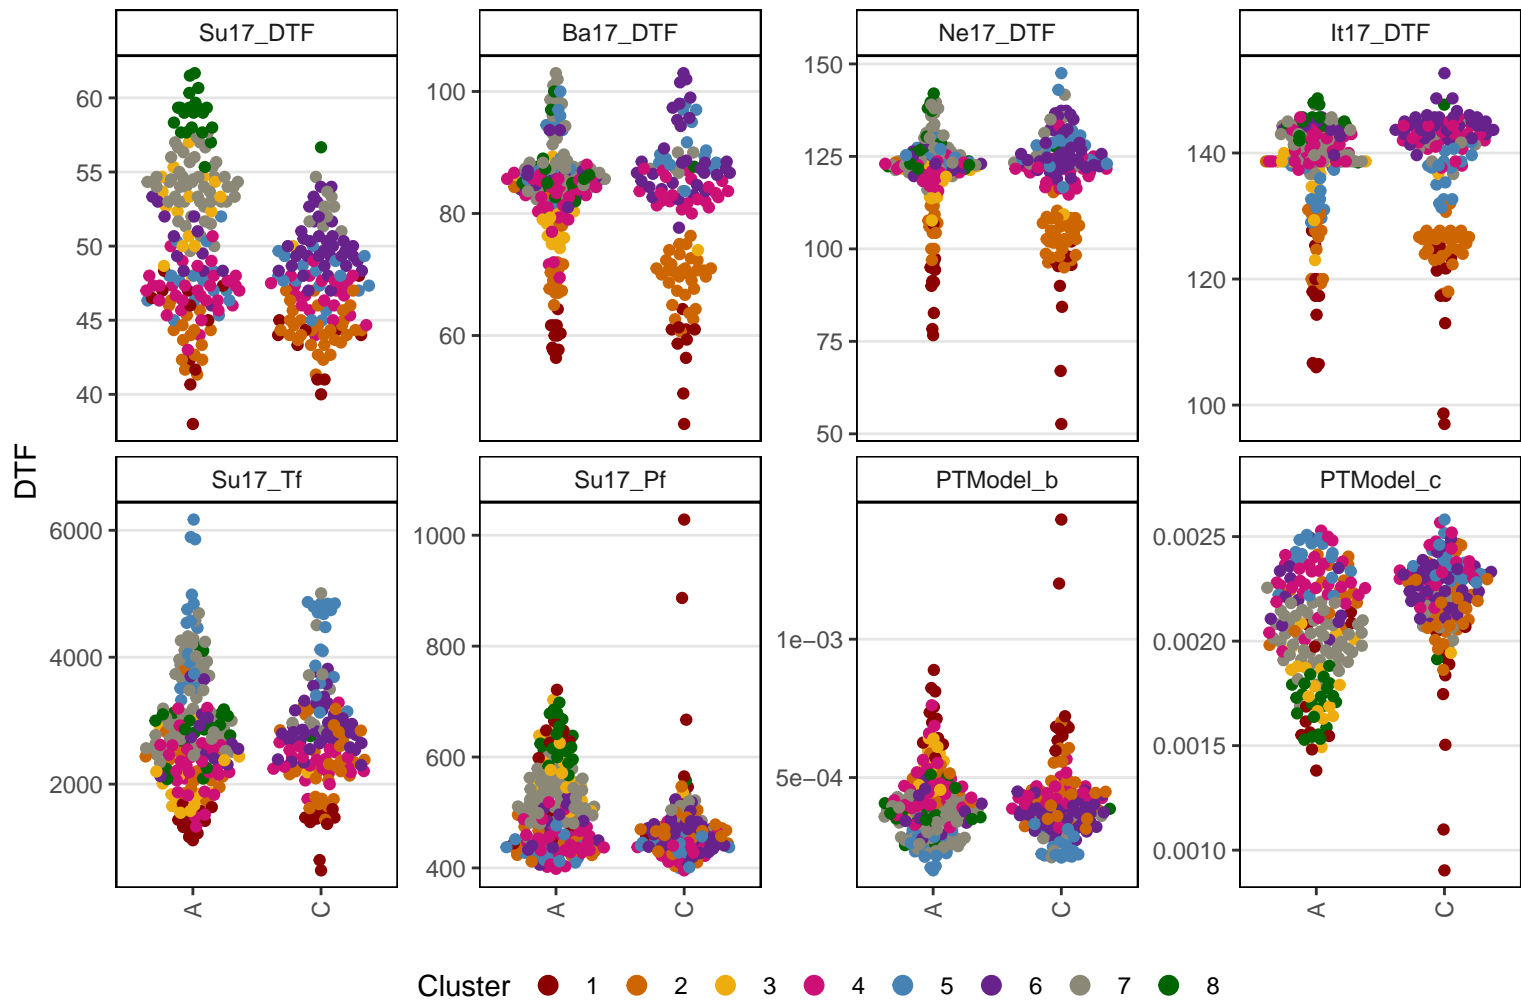 Su17_DTF
Ba17_DTF
Ne17_DTF
It17_DTF
60
55
50
45
40
100
80
60
150
125
100
75
50
140
120
100
DTF
Su17_Tf
Su17_Pf
PTModel_b
PTModel_c
6000
4000
2000
1000
800
600
400
1e−03
5e−04
0.0025
0.0020
0.0015
0.0010
A C A C A C A C
Cluster 1 2 3 4 5 6 7 8